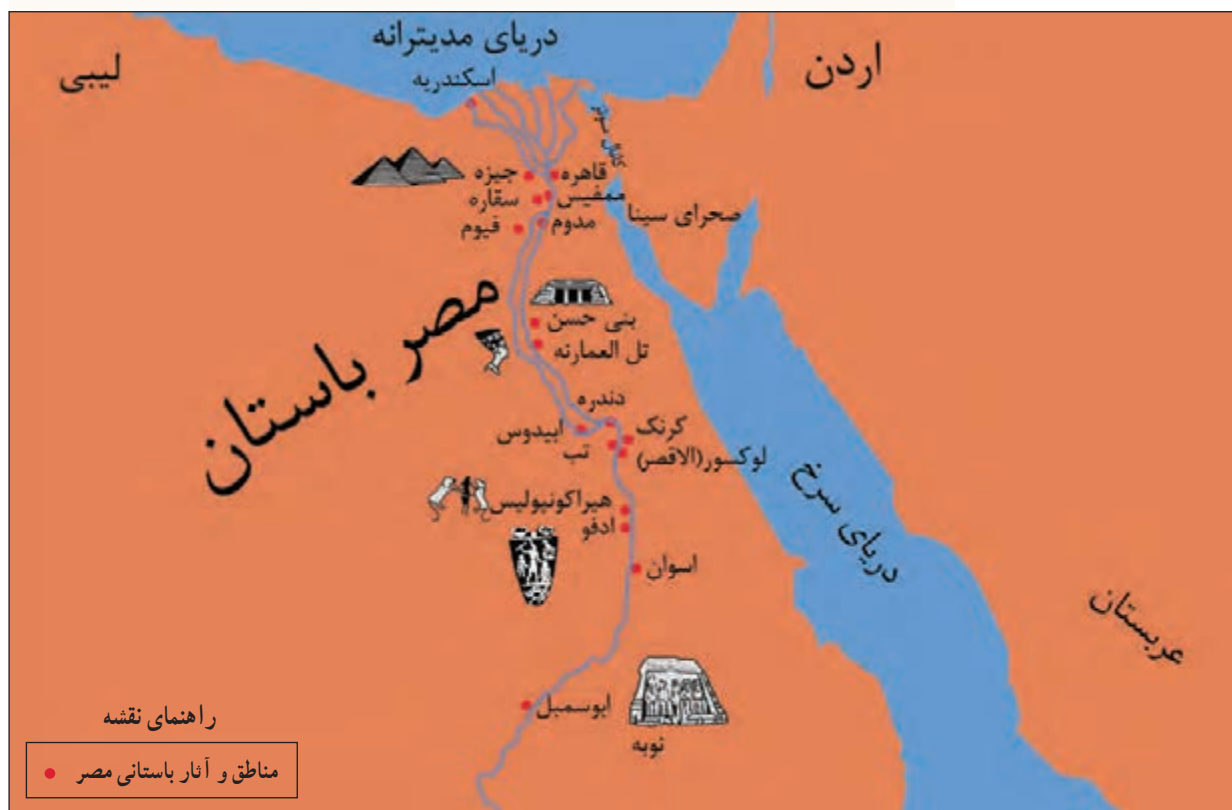 دریای مدیترانه
لیبی
اردن
اسکندریه
کانال سوئز
جیزه
قاهره
سقاره
ممفیس
صحرای سینا
فیوم
مدوم
مصر باستان
بنی حسن
تل العمارنه
دندره
ابیدوس
کرنک
تب
لوکسور(الاقصر)
دریای سرخ
هیراکونپولیس
ادفو
اسوان
عربستان
ابوسمبل
نوبه
راهنمای نقشه
مناطق و آثار باستانی مصر